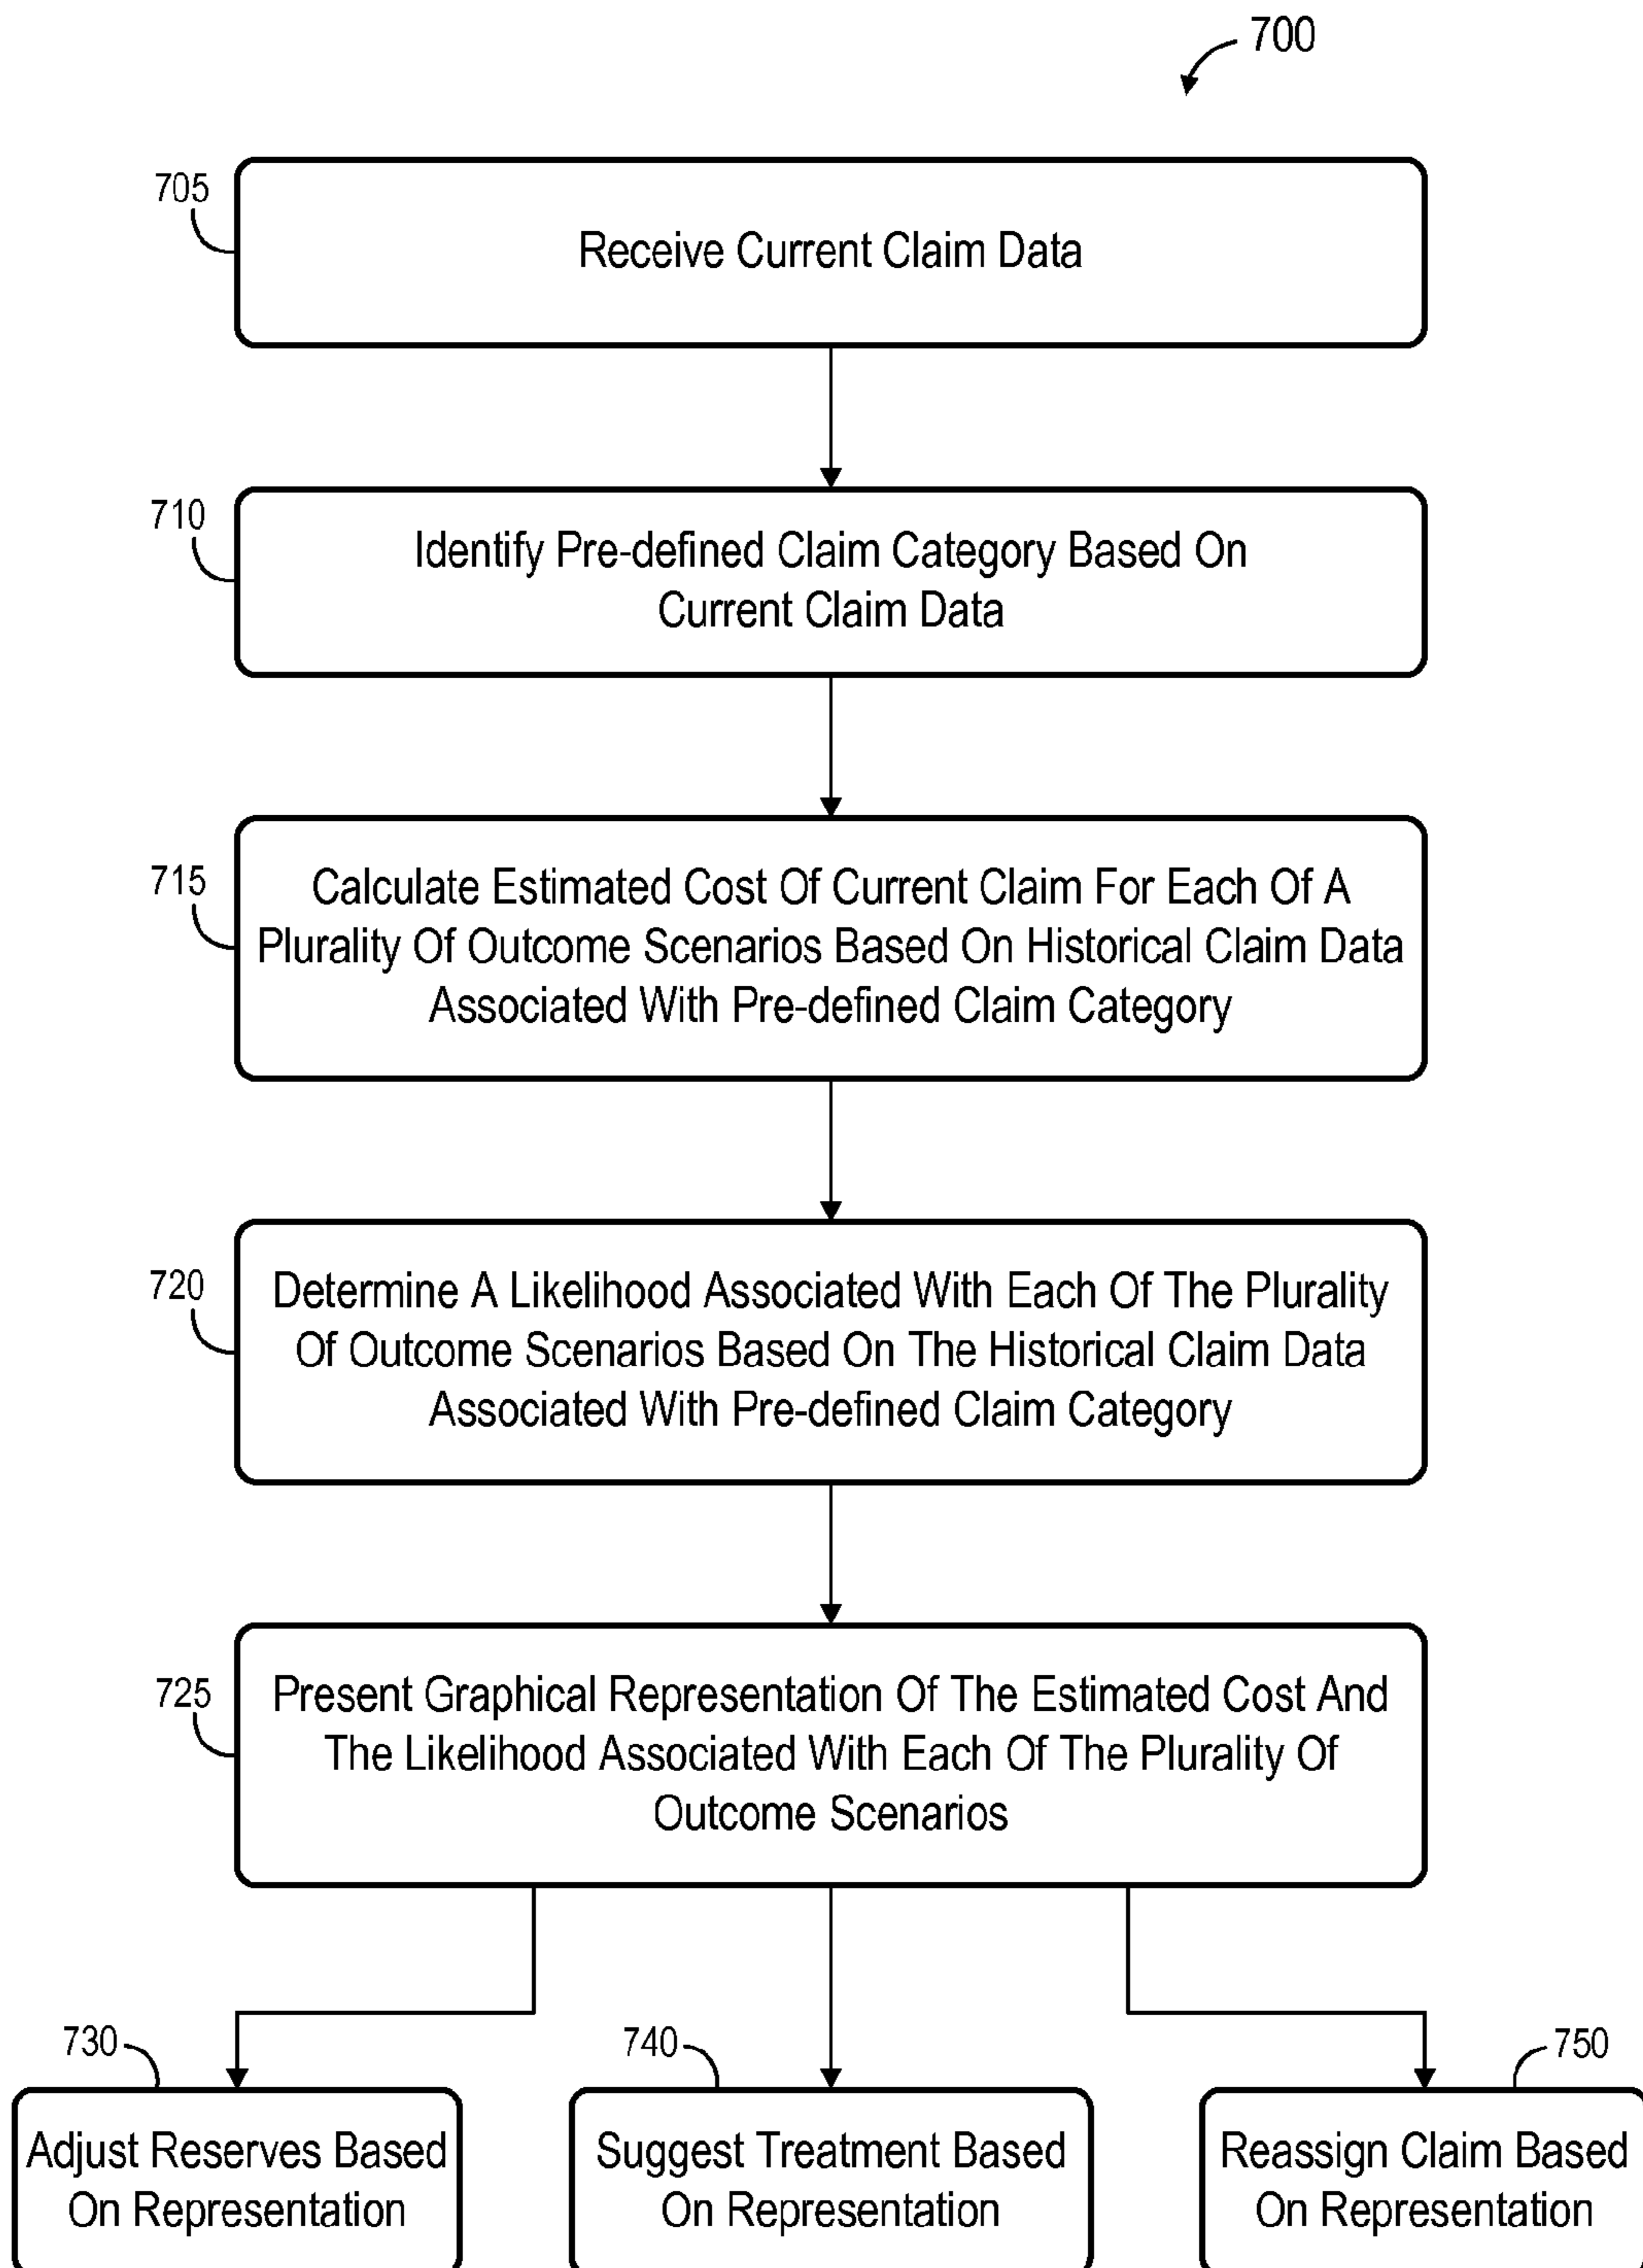 700
705
Receive Current Claim Data
710
Identify Pre-defined Claim Category Based On
Current Claim Data
715
Calculate Estimated Cost Of Current Claim For Each Of A
Plurality Of Outcome Scenarios Based On Historical Claim Data
Associated With Pre-defined Claim Category
720
Determine A Likelihood Associated With Each Of The Plurality
Of Outcome Scenarios Based On The Historical Claim Data
Associated With Pre-defined Claim Category
725
Present Graphical Representation Of The Estimated Cost And
The Likelihood Associated With Each Of The Plurality Of
Outcome Scenarios
730
Adjust Reserves Based
On Representation
740
Suggest Treatment Based
On Representation
750
Reassign Claim Based
On Representation